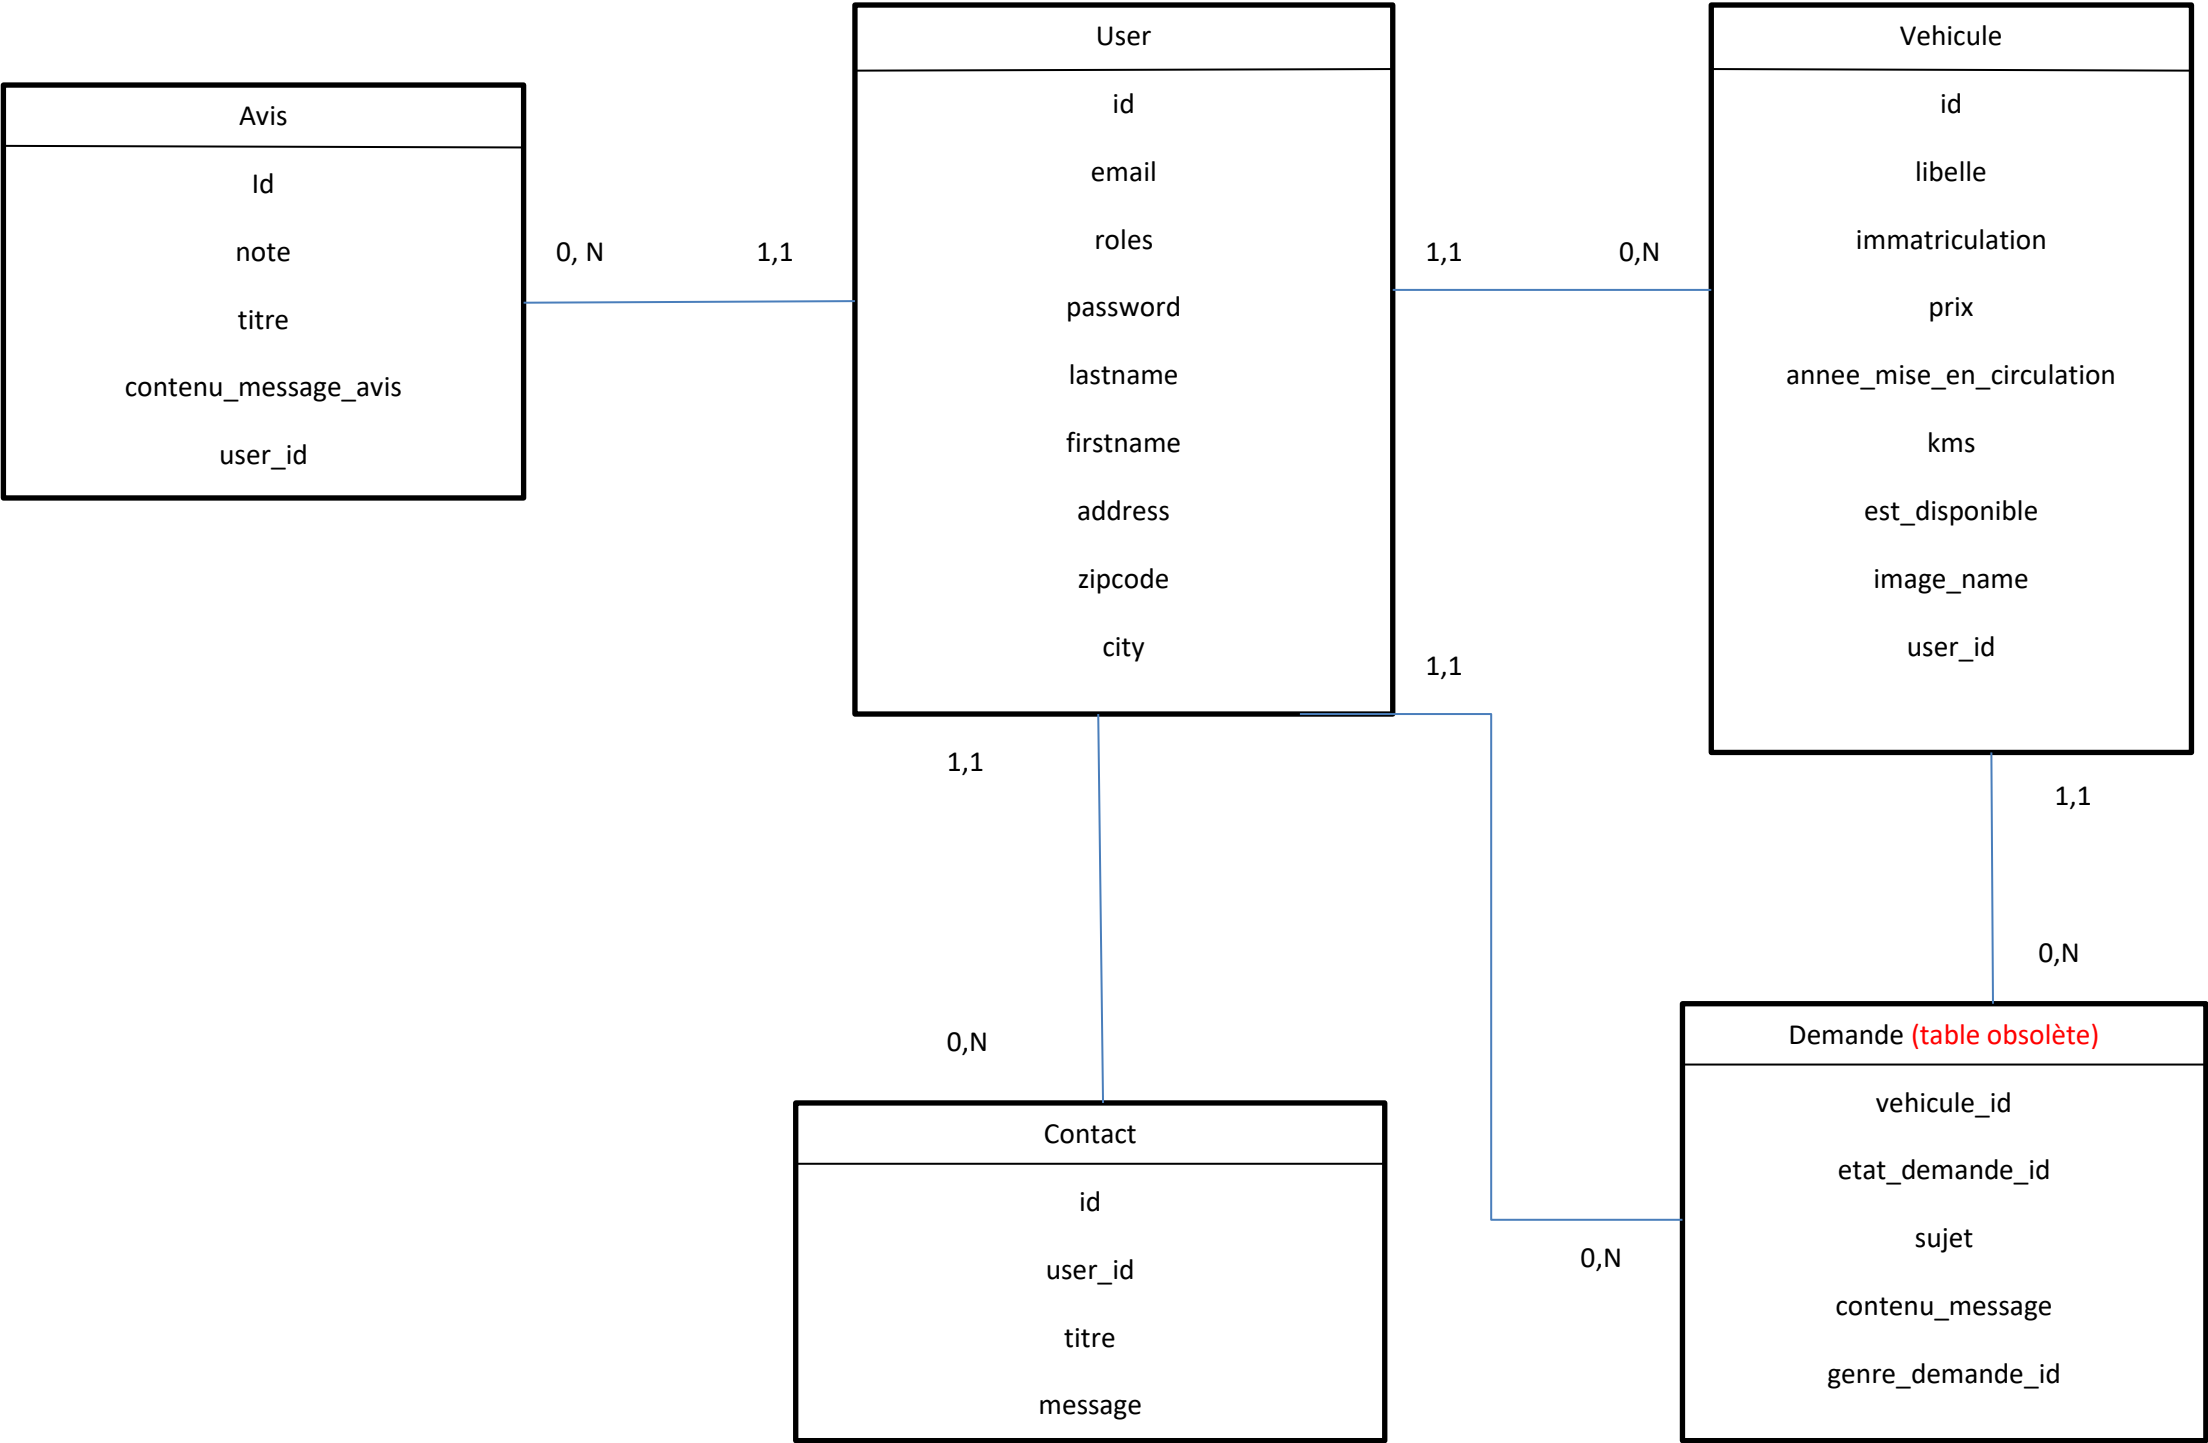 Avis
Id
note
titre
contenu_message_avis
user_id
0, N
1,1
User
id
email
roles
password
lastname
firstname
address
zipcode
city
1,1
0,N
Vehicule
id
libelle
immatriculation
prix
annee_mise_en_circulation
kms
est_disponible
image_name
user_id
1,1
1,1
1,1
0,N
0,N
0,N
Contact
id
user_id
titre
message
Demande (table obsolète)
vehicule_id
etat_demande_id
sujet
contenu_message
genre_demande_id